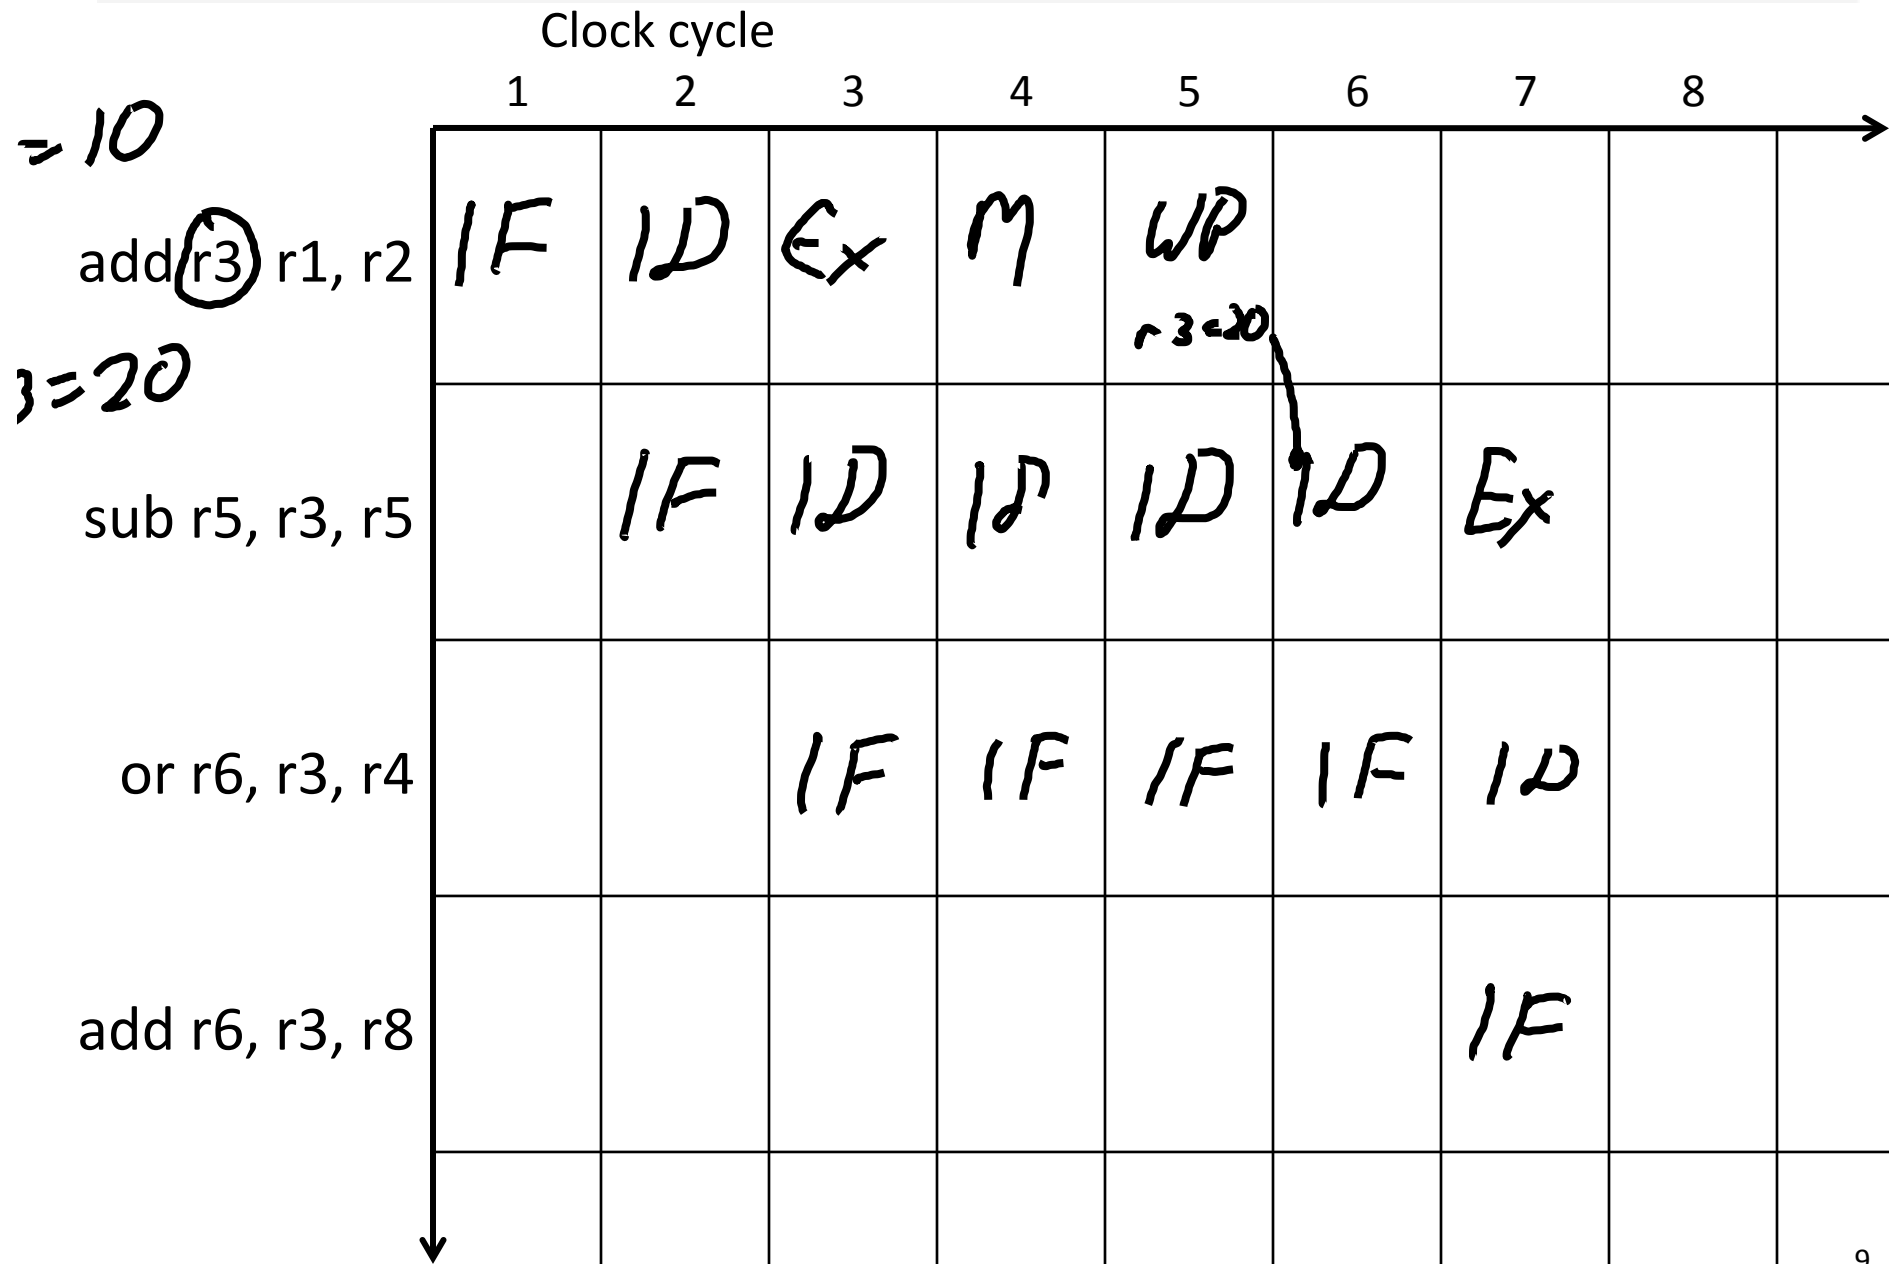 Clock cycle
1 2 3 4 5 6 7 8
= 10
add r3 r1, r2 IF ID Ex M WP
r3=20
3=20
sub r5, r3, r5 IF ID ID ID ID Ex
or r6, r3, r4 IF IF IF IF ID
add r6, r3, r8 IF
9